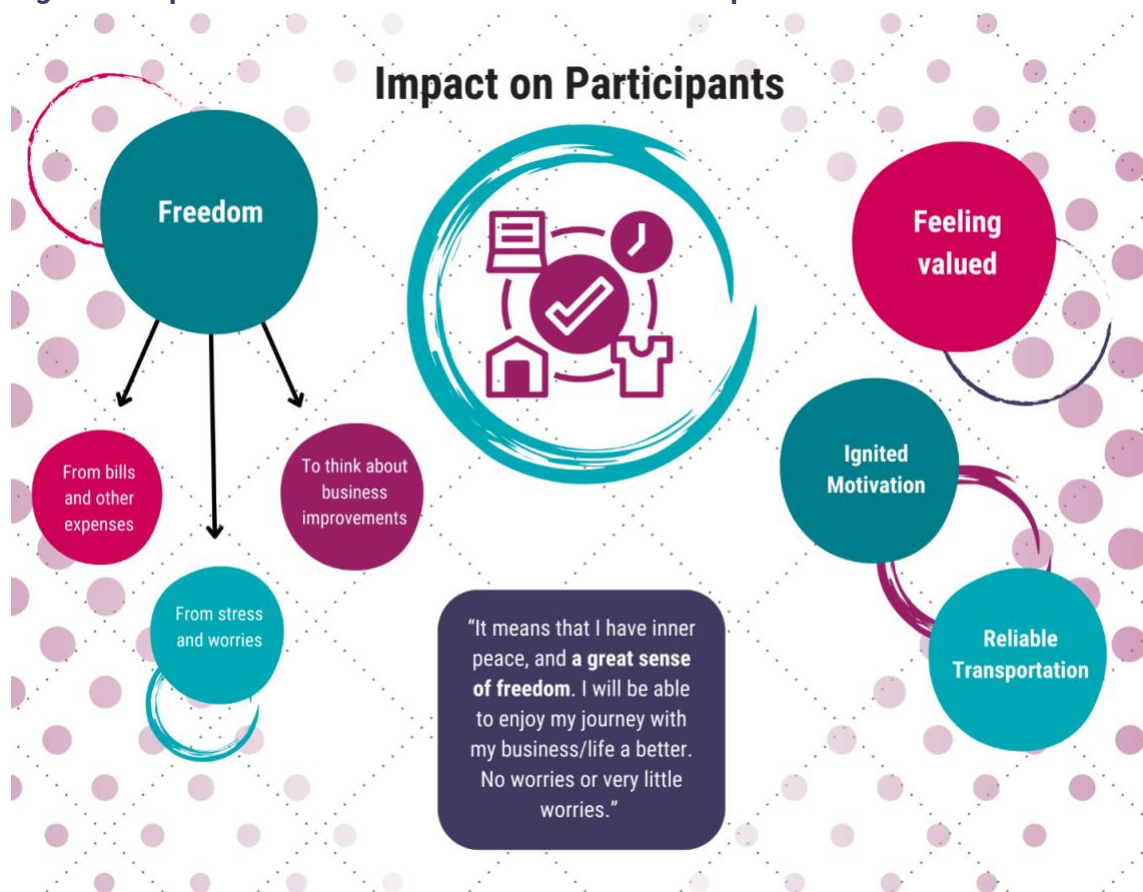 Impact on Participants
Freedom
From bills
and other
expenses
From stress
and worries
To think about
business
improvements
"It means that I have inner
peace, and a great sense
of freedom. I will be able
to enjoy my journey with
my business/life a better.
No worries or very little
worries."
Feeling
valued
Ignited
Motivation
Reliable
Transportation